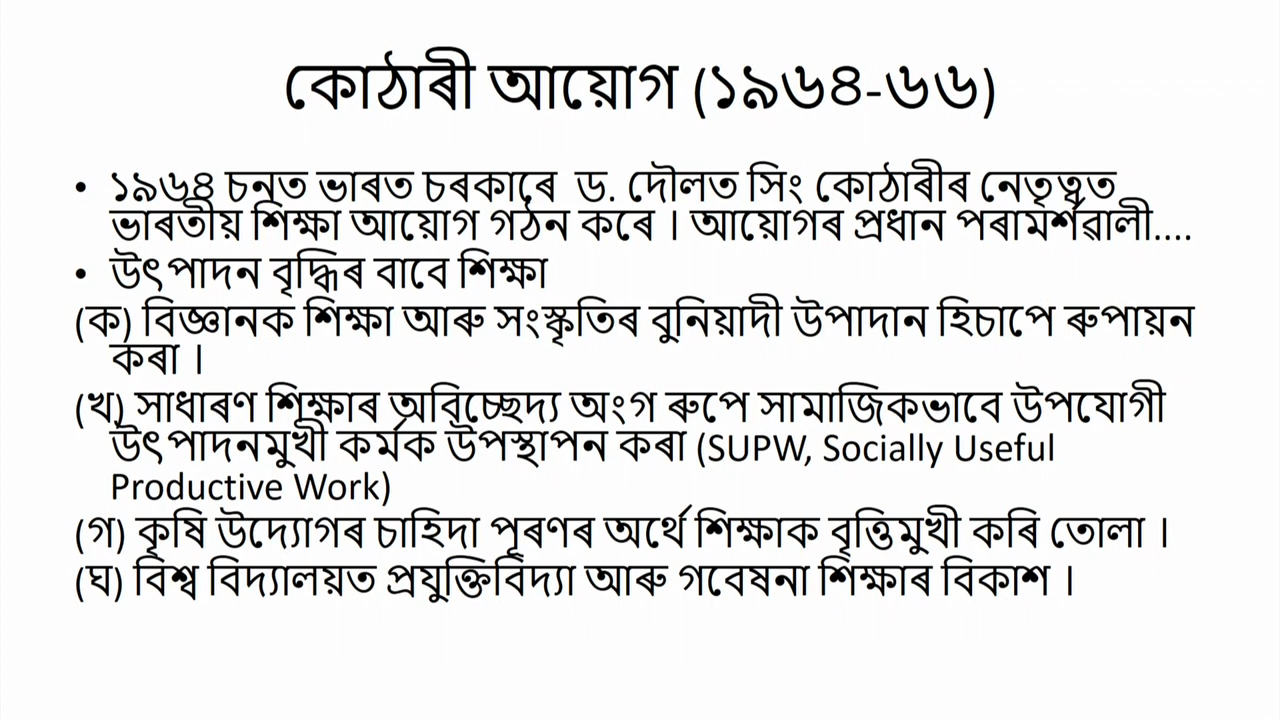 কোঠাৰী আয়োগ (১৯৬৪-৬৬)
• ১৯৬৪ চনত ভাৰত চৰকাৰে ড. দৌলত সিং কোঠাৰীৰ নেতৃত্বত
ভাৰতীয় শিক্ষা আয়োগ গঠন কৰে । আয়োগৰ প্ৰধান পৰামৰ্শৱালী....
• উৎপাদন বৃদ্ধিৰ বাবে শিক্ষা
(ক) বিজ্ঞানক শিক্ষা আৰু সংস্কৃতিৰ বুনিয়াদী উপাদান হিচাপে ৰুপায়ন
কৰা ।
(খ) সাধাৰণ শিক্ষাৰ অবিচ্ছেদ্য অংগ ৰুপে সামাজিকভাবে উপযোগী
উৎপাদনমুখী কৰ্মক উপস্থাপন কৰা (SUPW, Socially Useful
Productive Work)
(গ) কৃষি উদ্যোগৰ চাহিদা পূৰণৰ অৰ্থে শিক্ষাক বৃত্তিমুখী কৰি তোলা ।
(ঘ) বিশ্ব বিদ্যালয়ত প্ৰযুক্তিবিদ্যা আৰু গবেষনা শিক্ষাৰ বিকাশ ।